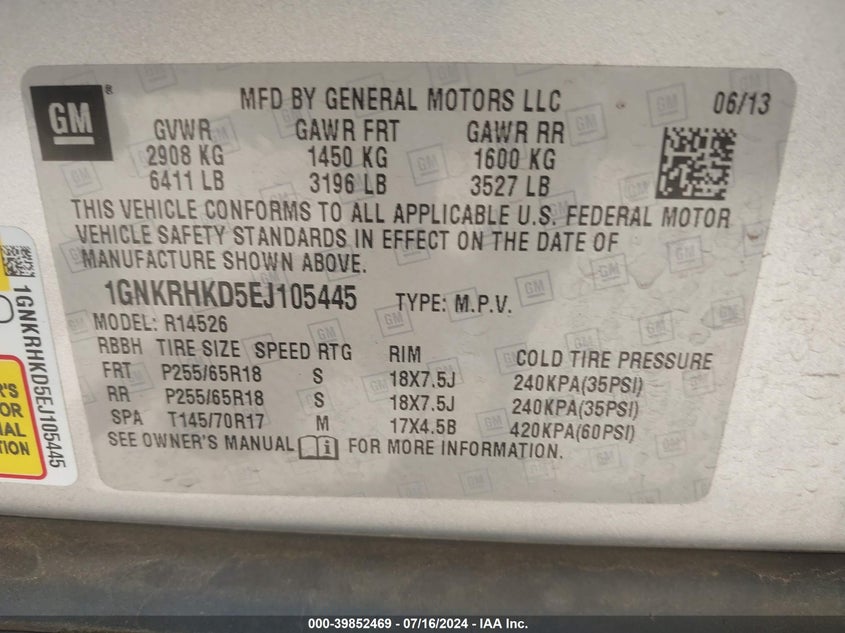 GM
®
MFD BY GENERAL MOTORS LLC 06/13
GVWR GAWR FRT GAWR RR
2908 KG 1450 KG 1600 KG
6411 LB 3196 LB 3527 LB
THIS VEHICLE CONFORMS TO ALL APPLICABLE U.S. FEDERAL MOTOR
VEHICLE SAFETY STANDARDS IN EFFECT ON THE DATE OF
MANUFACTURE SHOWN ABOVE.
1GNKRHKD5EJ105445 TYPE: M.P.V.
MODEL: R14526
RBBH TIRE SIZE SPEED RTG RIM COLD TIRE PRESSURE
FRT P255/65R18 S 18X7.5J 240KPA(35PSI)
RR P255/65R18 S 18X7.5J 240KPA(35PSI)
SPA T145/70R17 M 17X4.5B 420KPA(60PSI)
SEE OWNER'S MANUAL i FOR MORE INFORMATION.
1GNKRHKD5EJ105445
000-39852469 - 07/16/2024 - IAA Inc.